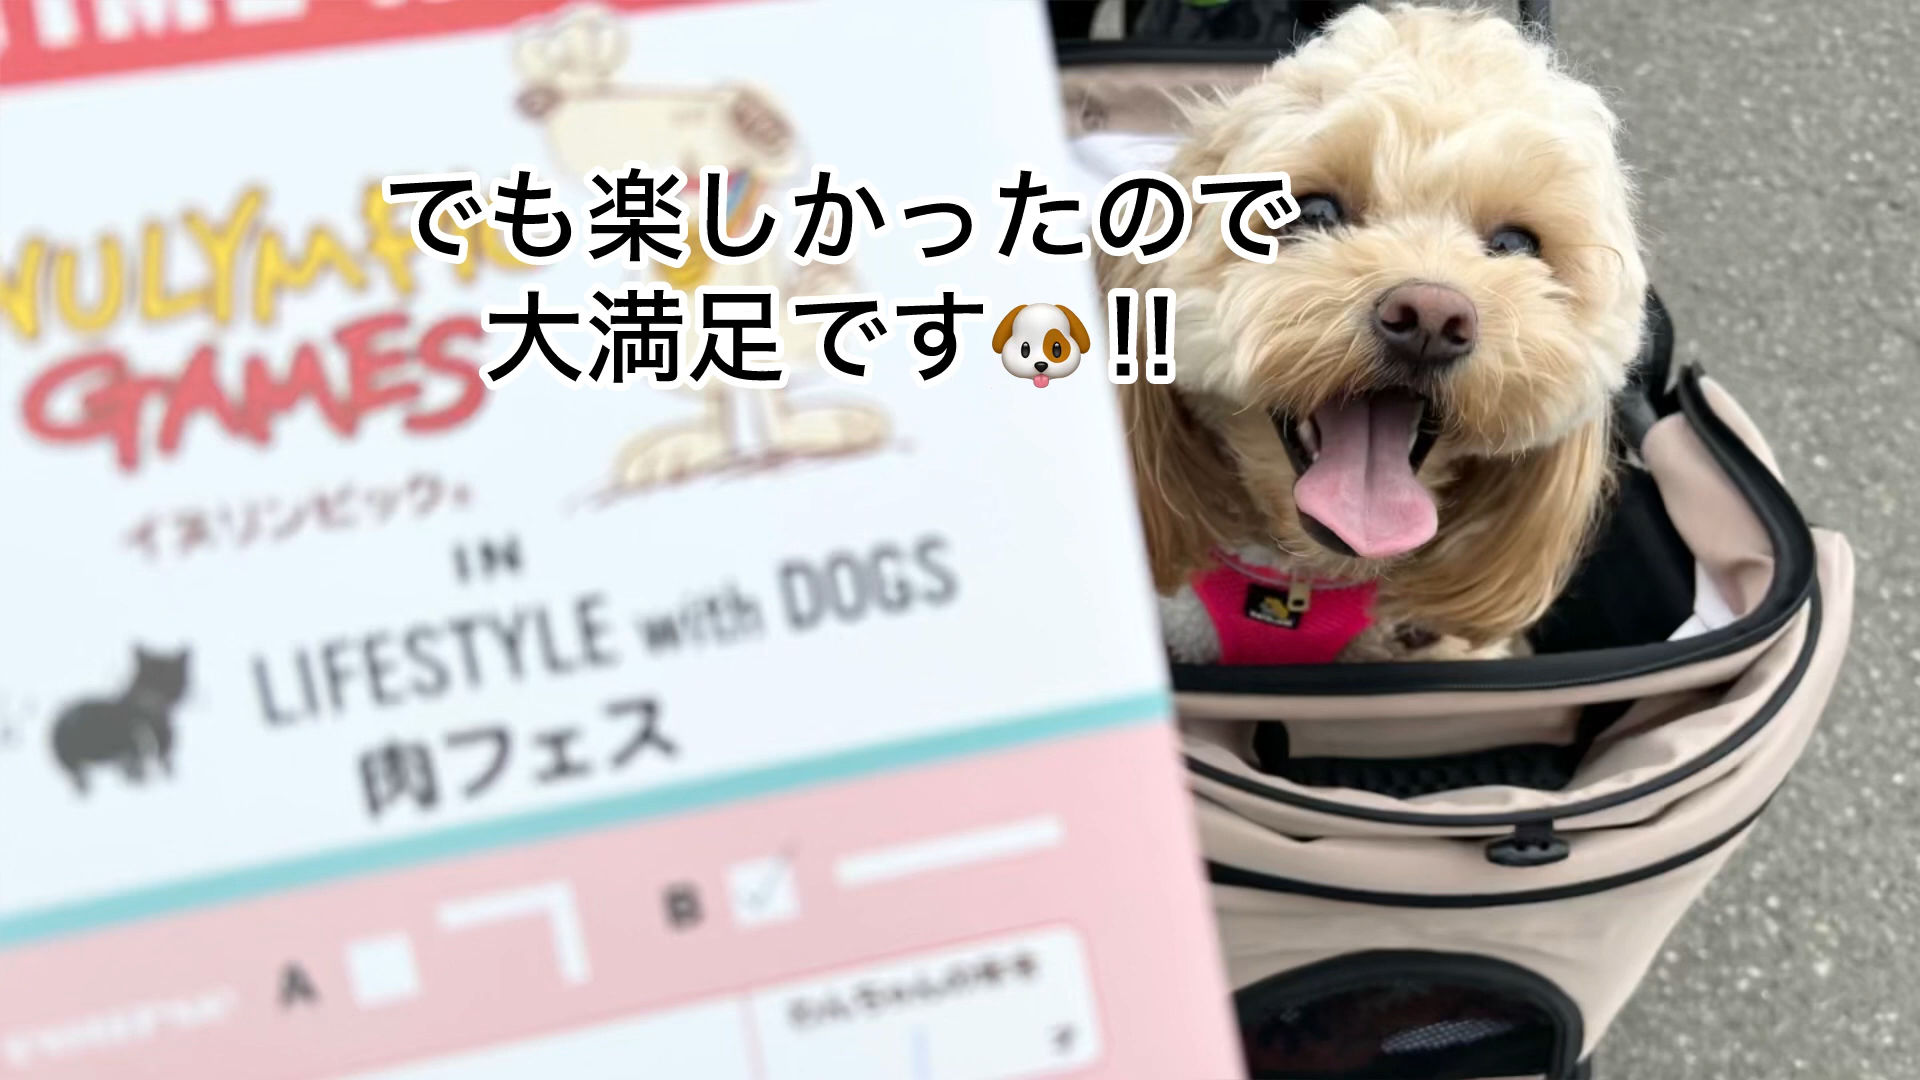 でも楽しかったので
大満足です🐶‼
GAMES
イヌリンピック®
IN
LIFESTYLE with DOGS
肉フェス
A
B